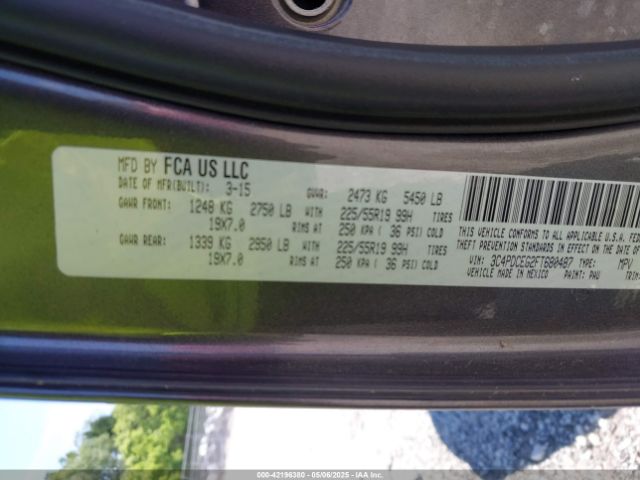 MFD BY FCA US LLC
DATE OF MFR(BUILT): 3-15 GVWR: 2473 KG 5450 LB
GAWR FRONT: 1248 KG 2750 LB WITH 225/55R19 99H TIRES
19X7.0 RIMS AT 250 KPA ( 36 PSI) COLD
GAWR REAR: 1339 KG 2950 LB WITH 225/55R19 99H TIRES
19X7.0 RIMS AT 250 KPA ( 36 PSI) COLD
THIS VEHICLE CONFORMS TO ALL APPLICABLE U.S.A. FEDE
THEFT PREVENTION STANDARDS IN EFFECT ON THE DATE OF
VIN: 3C4PDCEG2FT680487 TYPE: MPV
VEHICLE MADE IN MEXICO PAINT: PAU TRIM:
000-42196380 05/06/2025 IAA Inc.